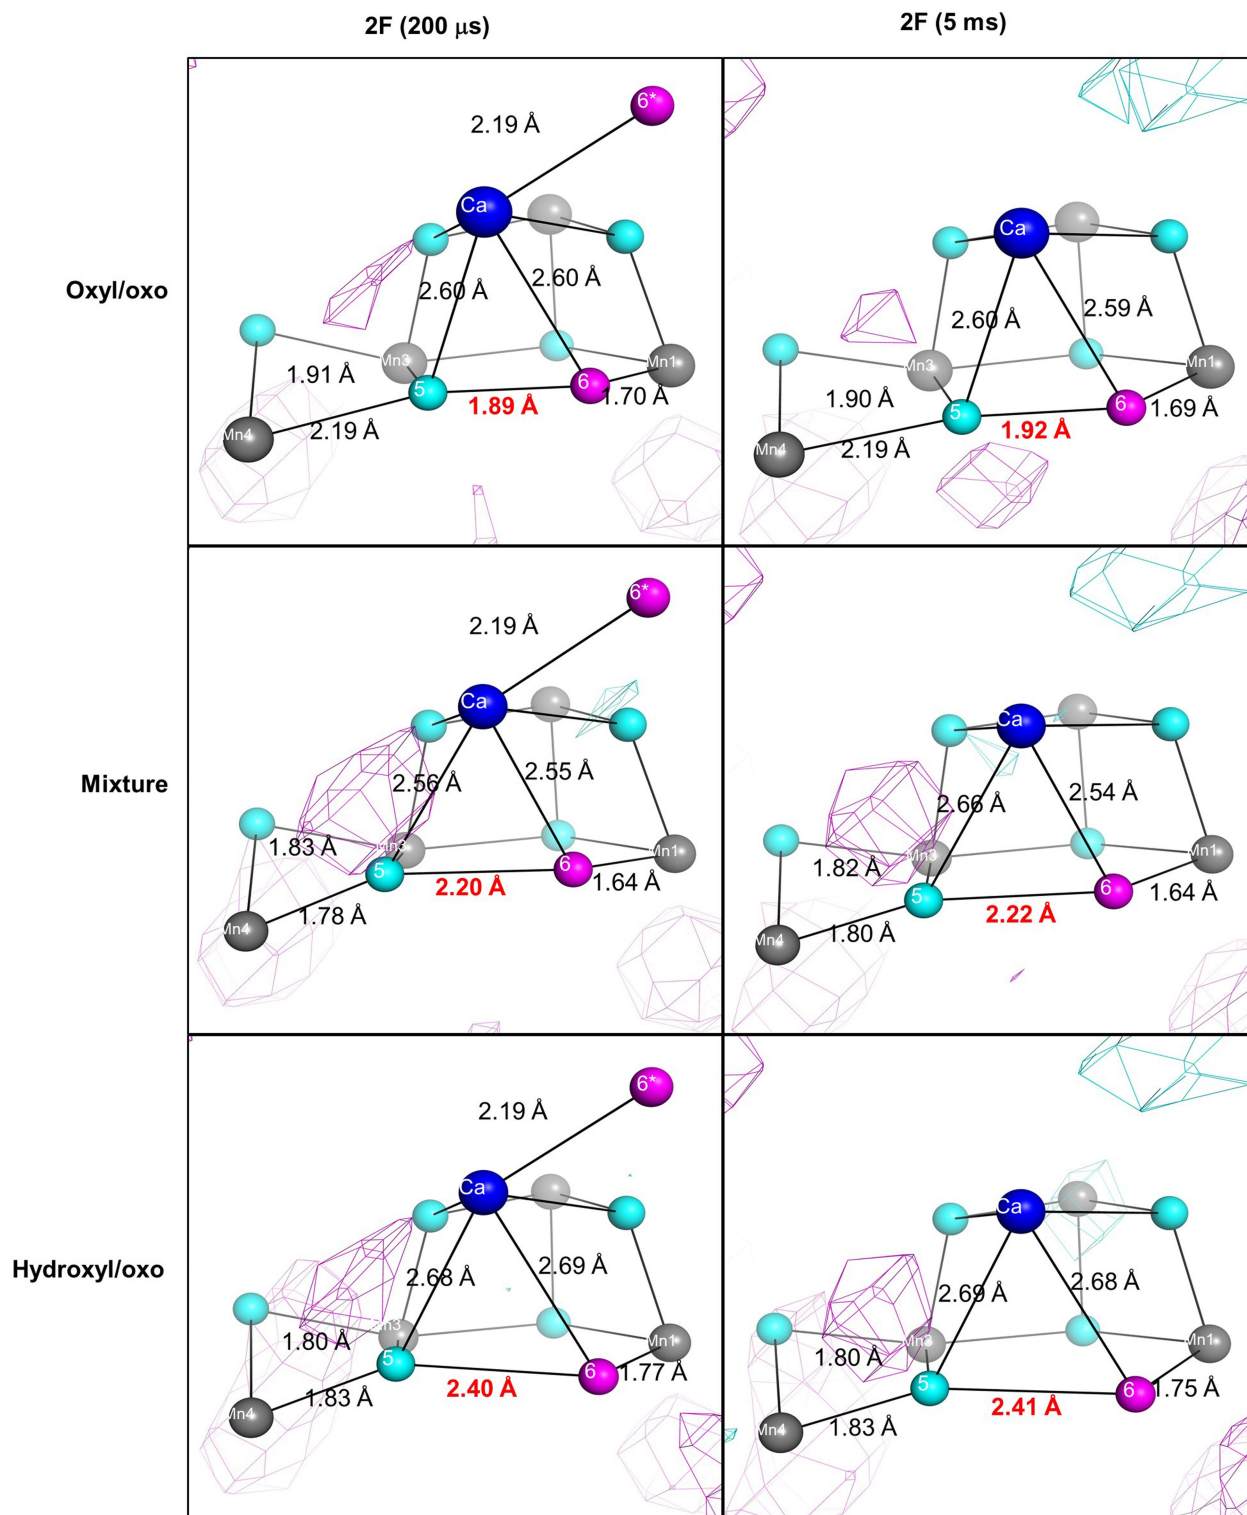 2F (200 μs)
2F (5 ms)
Oxyl/oxo
6*
2.19 Å
Ca
2.60 Å
2.60 Å
Mn3
Mn1
1.91 Å
5
6
1.89 Å
1.70 Å
Mn4
2.19 Å
Ca
2.60 Å
2.59 Å
Mn3
Mn1
1.90 Å
5
6
1.92 Å
1.69 Å
Mn4
2.19 Å
Mixture
6*
2.19 Å
Ca
2.56 Å
2.55 Å
1.83 Å
Mn3
Mn1
5
6
2.20 Å
1.64 Å
1.78 Å
Mn4
Ca
2.66 Å
2.54 Å
1.82 Å
Mn3
Mn1
5
6
2.22 Å
1.64 Å
1.80 Å
Mn4
Hydroxyl/oxo
6*
2.19 Å
Ca
2.68 Å
2.69 Å
1.80 Å
Mn3
Mn1
5
6
2.40 Å
1.77 Å
1.83 Å
Mn4
Ca
2.69 Å
2.68 Å
1.80 Å
Mn3
Mn1
5
6
2.41 Å
1.75 Å
1.83 Å
Mn4